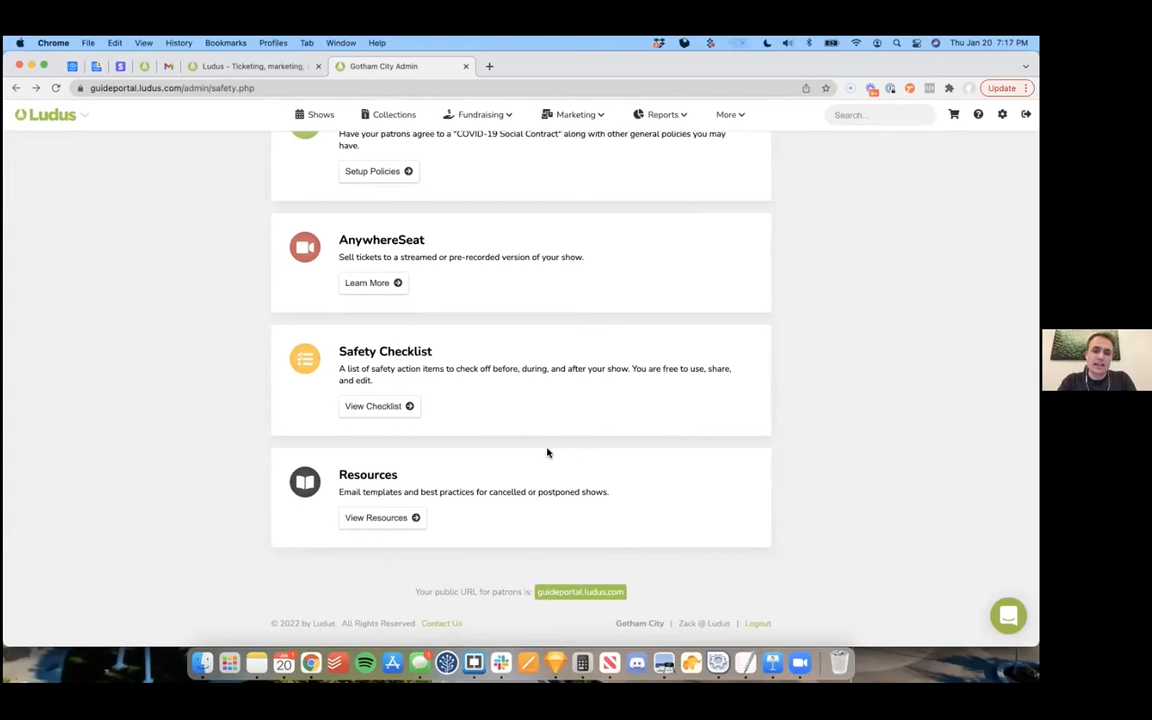 Chrome File Edit View History Bookmarks Profiles Tab Window Help Thu Jan 20 7:17 PM
Ludus - Ticketing, marketing, Gotham City Admin
guideportal.ludus.com/admin/safety.php Update
Ludus Shows Collections Fundraising Marketing Reports More Search...
Have your patrons agree to a "COVID-19 Social Contract" along with other general policies you may
have.
Setup Policies
AnywhereSeat
Sell tickets to a streamed or pre-recorded version of your show.
Learn More
Safety Checklist
A list of safety action items to check off before, during, and after your show. You are free to use, share,
and edit.
View Checklist
Resources
Email templates and best practices for cancelled or postponed shows.
View Resources
Your public URL for patrons is: guideportal.ludus.com
© 2022 by Ludus. All Rights Reserved. Contact Us Gotham City | Zack @ Ludus | Logout